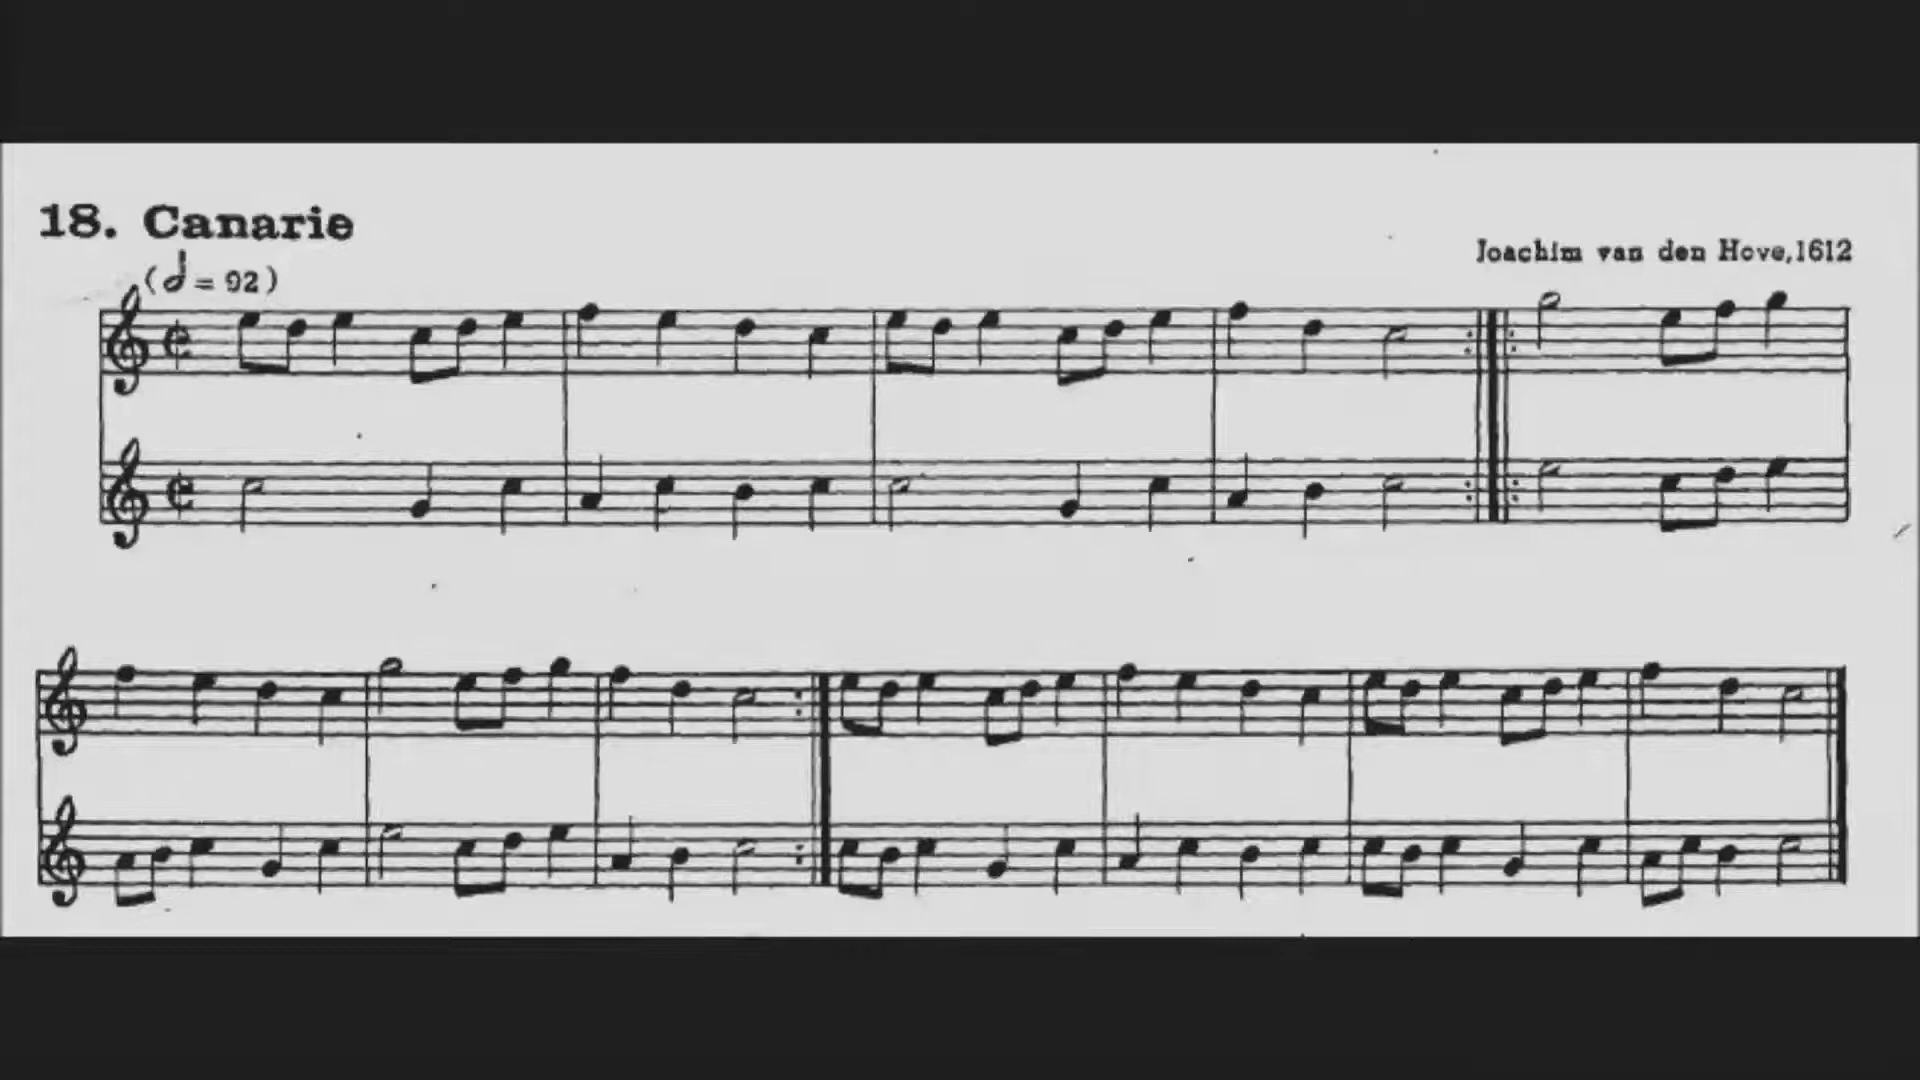 18. Canarie
(𝅗𝅥 = 92)
Joachim van den Hove,1612